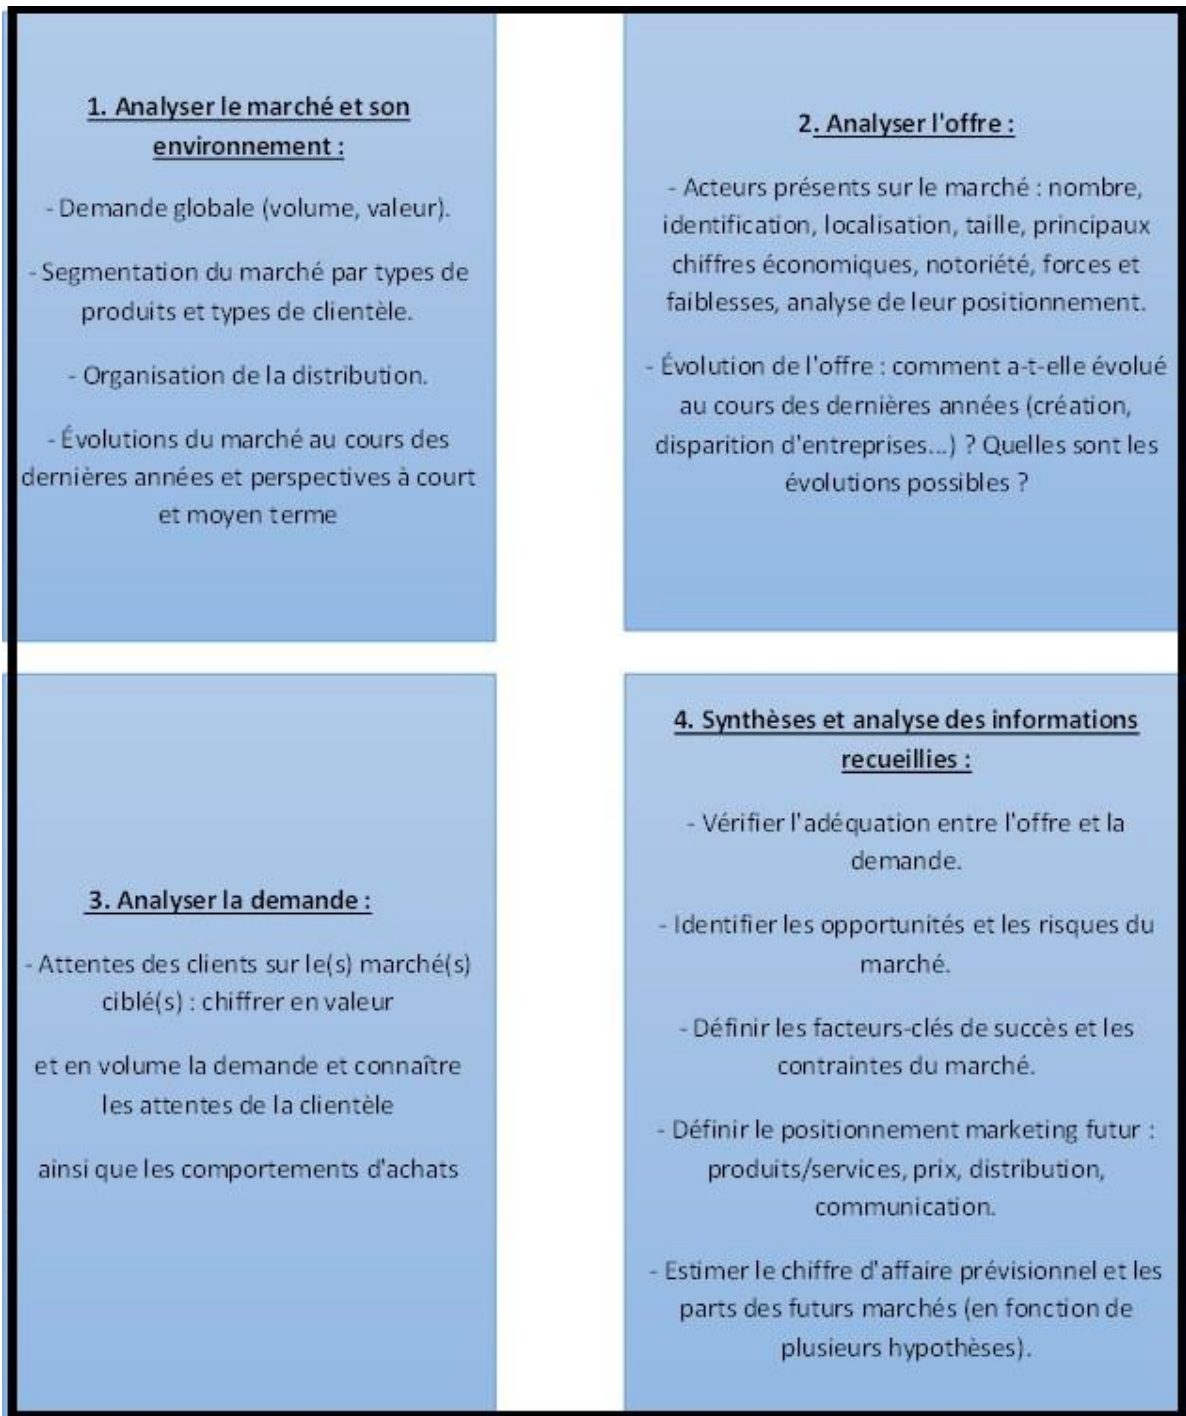 1. Analyser le marché et son
environnement :
- Demande globale (volume, valeur).
- Segmentation du marché par types de
produits et types de clientèle.
- Organisation de la distribution.
- Évolutions du marché au cours des
dernières années et perspectives à court
et moyen terme
2. Analyser l'offre :
- Acteurs présents sur le marché : nombre,
identification, localisation, taille, principaux
chiffres économiques, notoriété, forces et
faiblesses, analyse de leur positionnement.
- Évolution de l'offre : comment a-t-elle évolué
au cours des dernières années (création,
disparition d'entreprises...) ? Quelles sont les
évolutions possibles ?
3. Analyser la demande :
- Attentes des clients sur le(s) marché(s)
ciblé(s) : chiffrer en valeur
et en volume la demande et connaître
les attentes de la clientèle
ainsi que les comportements d'achats
4. Synthèses et analyse des informations
recueillies :
- Vérifier l'adéquation entre l'offre et la
demande.
- Identifier les opportunités et les risques du
marché.
- Définir les facteurs-clés de succès et les
contraintes du marché.
- Définir le positionnement marketing futur :
produits/services, prix, distribution,
communication.
- Estimer le chiffre d'affaire prévisionnel et les
parts des futurs marchés (en fonction de
plusieurs hypothèses).